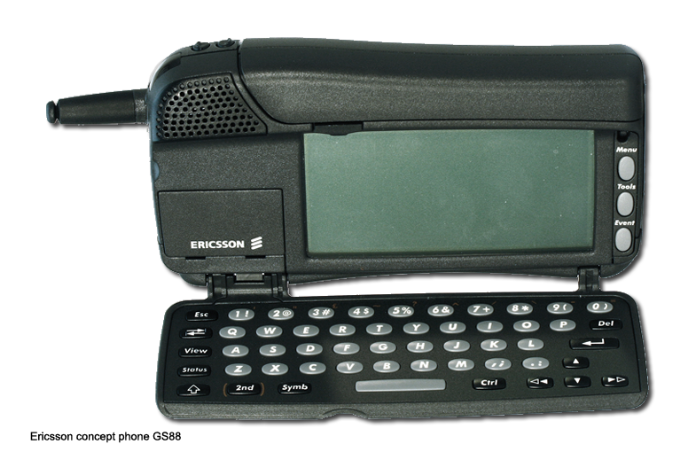 ERICSSON
Menu
Tools
Event
Esc 1! 2@ 3# 4$ 5% 6& 7+ 8* 9( 0)
Q W E R T Y U I O P Del
View A S D F G H J K L
Status Z X C V B N M
2nd Symb Ctrl
Ericsson concept phone GS88